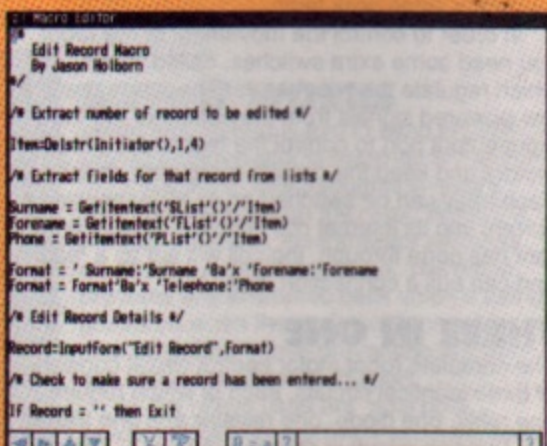 Macro Editor
/*
Edit Record Macro
By Jason Holborn
*/
/* Extract number of record to be edited */
Item=Delstr(Initiator(),1,4)
/* Extract fields for that record from lists */
Surname = Getitemtext('SList'()'/'Item)
Forename = Getitemtext('FList'()'/'Item)
Phone = Getitemtext('PList'()'/'Item)
Format = ' Surname:'Surname '0a'x 'Forename:'Forename
Format = Format'0a'x 'Telephone:'Phone
/* Edit Record Details */
Record=InputForm("Edit Record",Format)
/* Check to make sure a record has been entered... */
If Record = '' then Exit
?